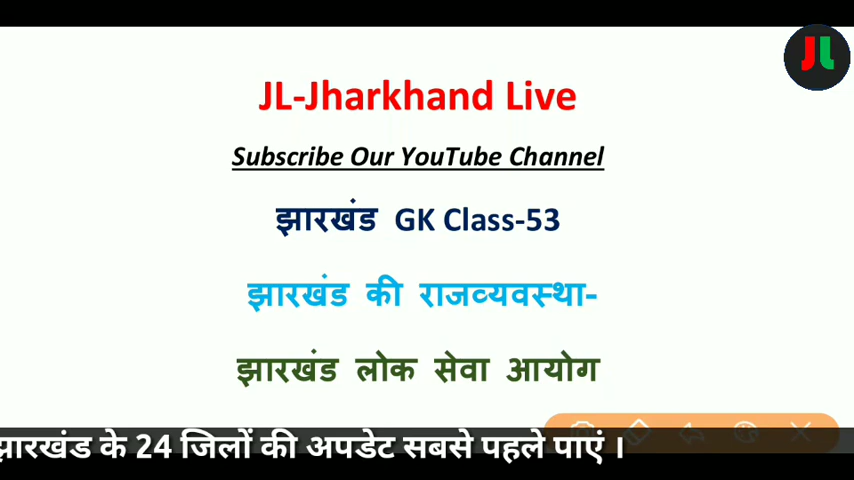 JL
JL-Jharkhand Live
Subscribe Our YouTube Channel
झारखंड GK Class-53
झारखंड की राजव्यवस्था-
झारखंड लोक सेवा आयोग
झारखंड के 24 जिलों की अपडेट सबसे पहले पाएं ।